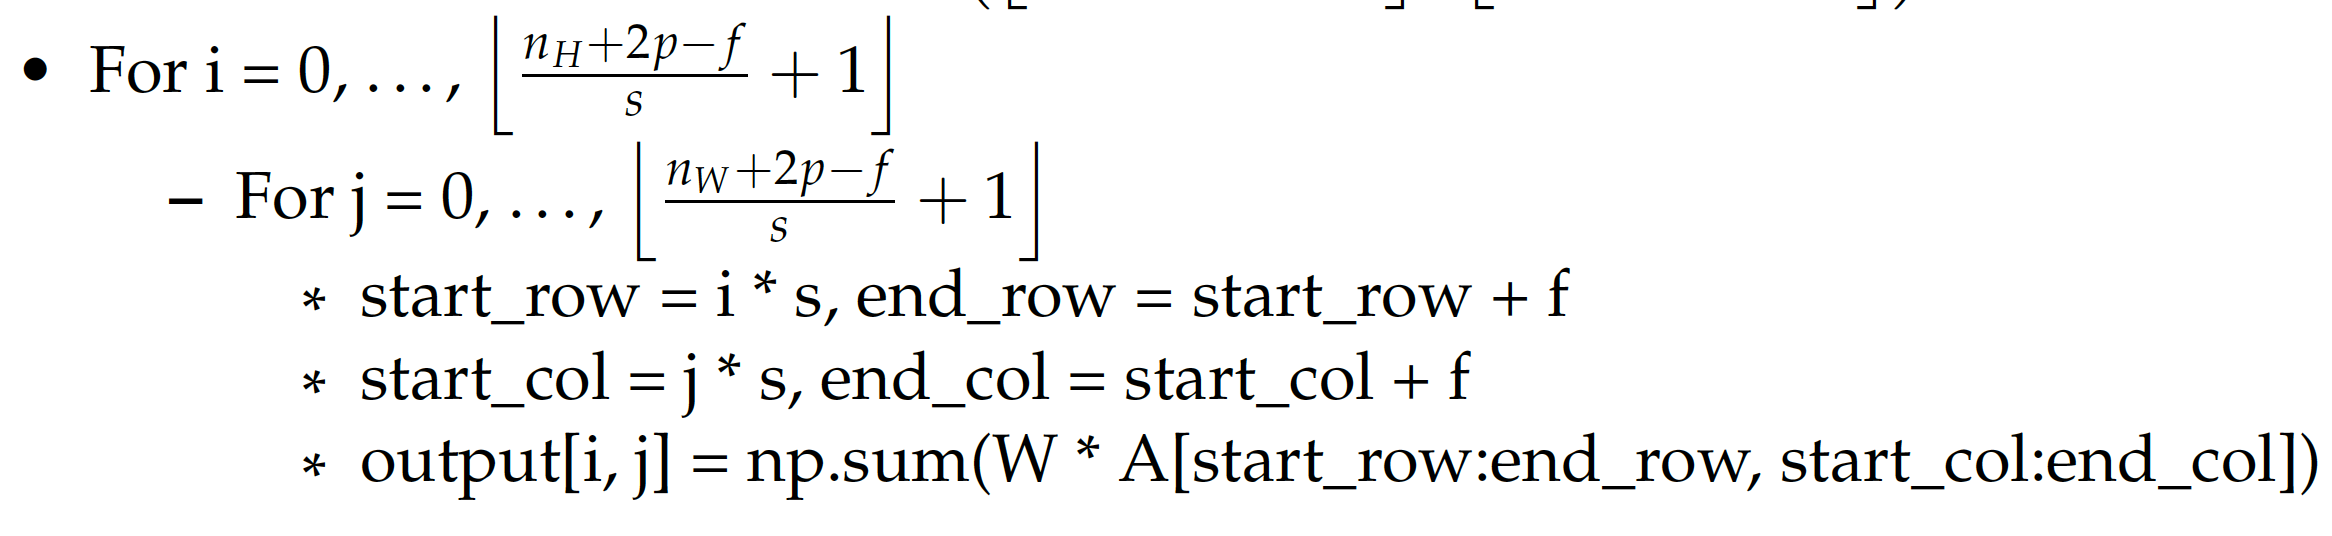 • For i = 0, . . . , ⌊(n_H+2p−f)/s + 1⌋
– For j = 0, . . . , ⌊(n_W+2p−f)/s + 1⌋
* start_row = i * s, end_row = start_row + f
* start_col = j * s, end_col = start_col + f
* output[i, j] = np.sum(W * A[start_row:end_row, start_col:end_col])